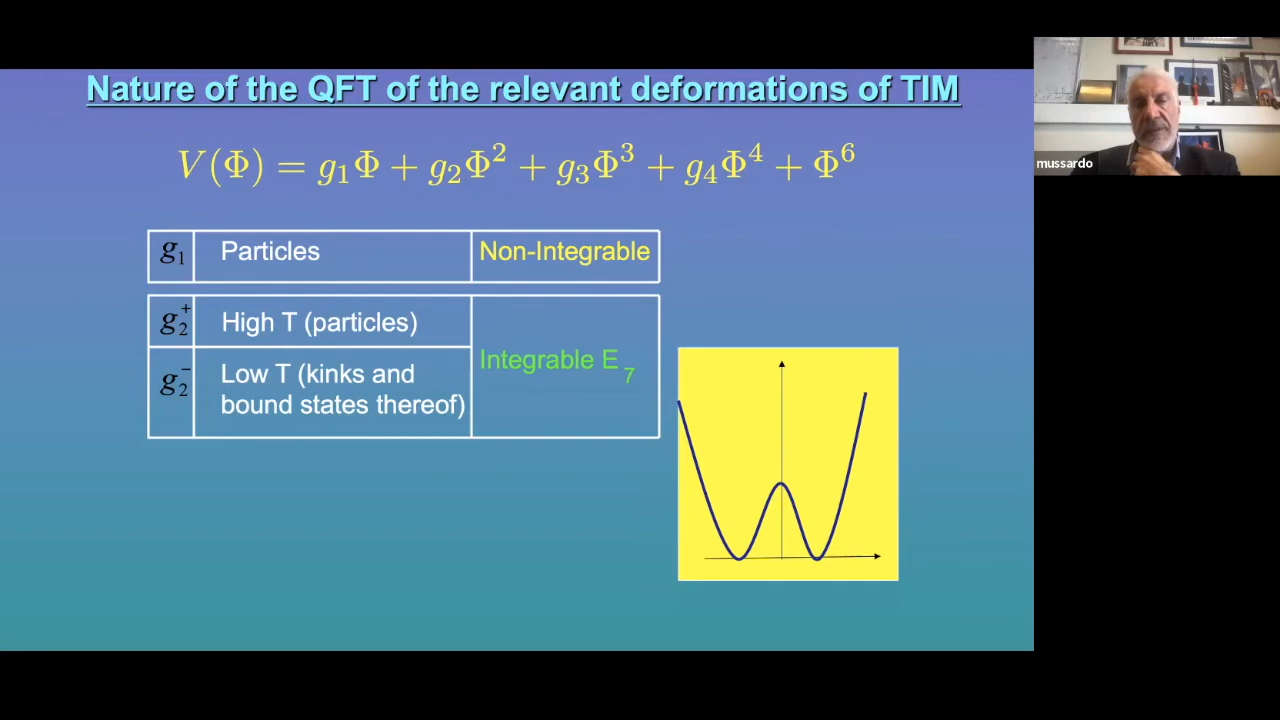 Nature of the QFT of the relevant deformations of TIM
V(Φ) = g₁Φ + g₂Φ² + g₃Φ³ + g₄Φ⁴ + Φ⁶
g₁ Particles Non-Integrable
g₂⁺ High T (particles)
Integrable E₇
g₂⁻ Low T (kinks and
bound states thereof)
mussardo